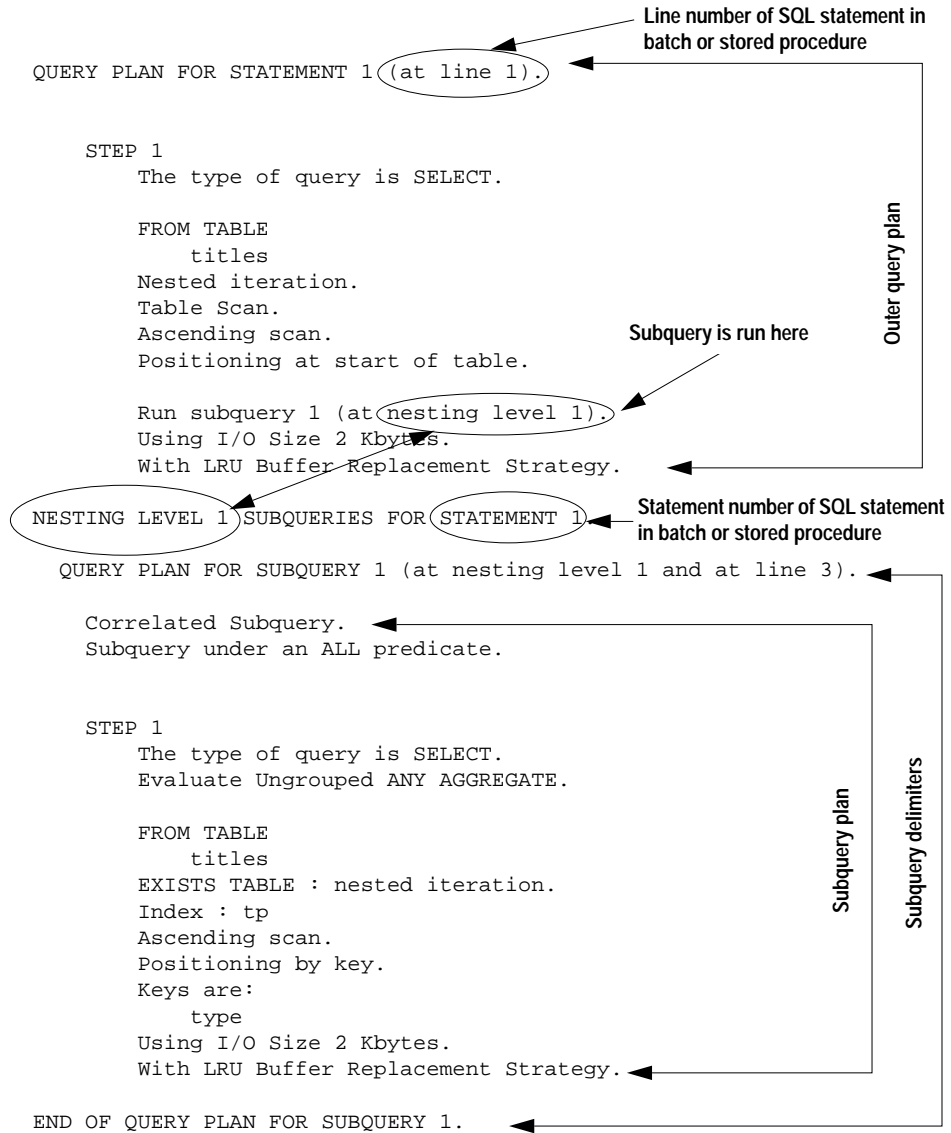 Line number of SQL statement in
batch or stored procedure
QUERY PLAN FOR STATEMENT 1 (at line 1).
STEP 1
The type of query is SELECT.
FROM TABLE
titles
Nested iteration.
Table Scan.
Ascending scan.
Positioning at start of table.
Outer query plan
Subquery is run here
Run subquery 1 (at nesting level 1).
Using I/O Size 2 Kbytes.
With LRU Buffer Replacement Strategy.
NESTING LEVEL 1 SUBQUERIES FOR STATEMENT 1.
Statement number of SQL statement
in batch or stored procedure
QUERY PLAN FOR SUBQUERY 1 (at nesting level 1 and at line 3).
Correlated Subquery.
Subquery under an ALL predicate.
STEP 1
The type of query is SELECT.
Evaluate Ungrouped ANY AGGREGATE.
FROM TABLE
titles
EXISTS TABLE : nested iteration.
Index : tp
Ascending scan.
Positioning by key.
Keys are:
type
Using I/O Size 2 Kbytes.
With LRU Buffer Replacement Strategy.
Subquery plan
Subquery delimiters
END OF QUERY PLAN FOR SUBQUERY 1.